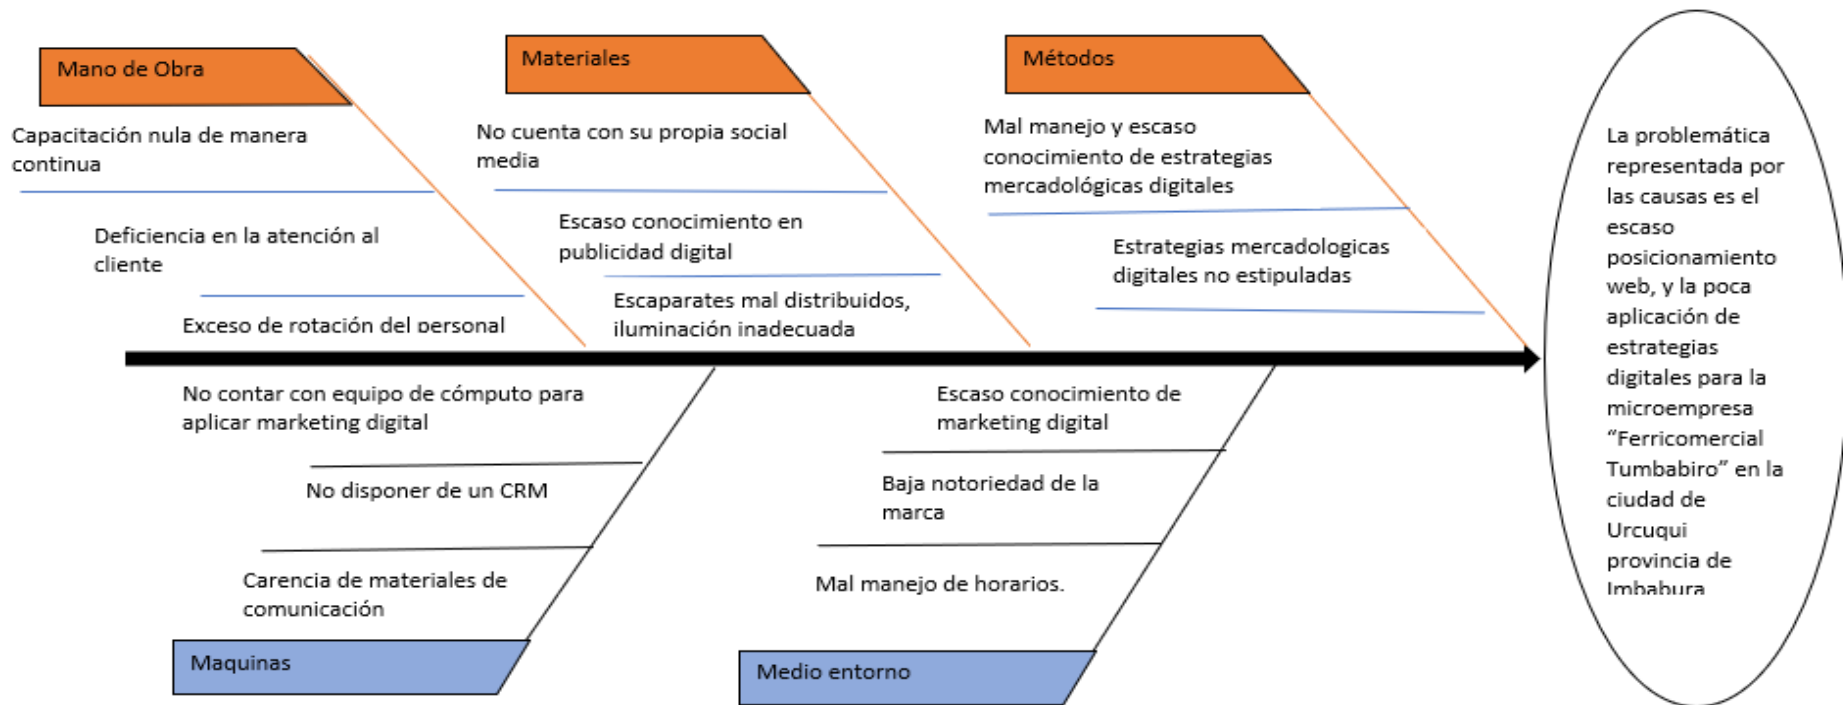 Mano de Obra
Capacitación nula de manera
continua
Deficiencia en la atención al
cliente
Exceso de rotación del personal
Materiales
No cuenta con su propia social
media
Escaso conocimiento en
publicidad digital
Escaparates mal distribuidos,
iluminación inadecuada
Métodos
Mal manejo y escaso
conocimiento de estrategias
mercadológicas digitales
Estrategias mercadologicas
digitales no estipuladas
No contar con equipo de cómputo para
aplicar marketing digital
No disponer de un CRM
Carencia de materiales de
comunicación
Maquinas
Escaso conocimiento de
marketing digital
Baja notoriedad de la
marca
Mal manejo de horarios.
Medio entorno
La problemática
representada por
las causas es el
escaso
posicionamiento
web, y la poca
aplicación de
estrategias
digitales para la
microempresa
“Ferricomercial
Tumbabiro” en la
ciudad de
Urcuqui
provincia de
Imbabura